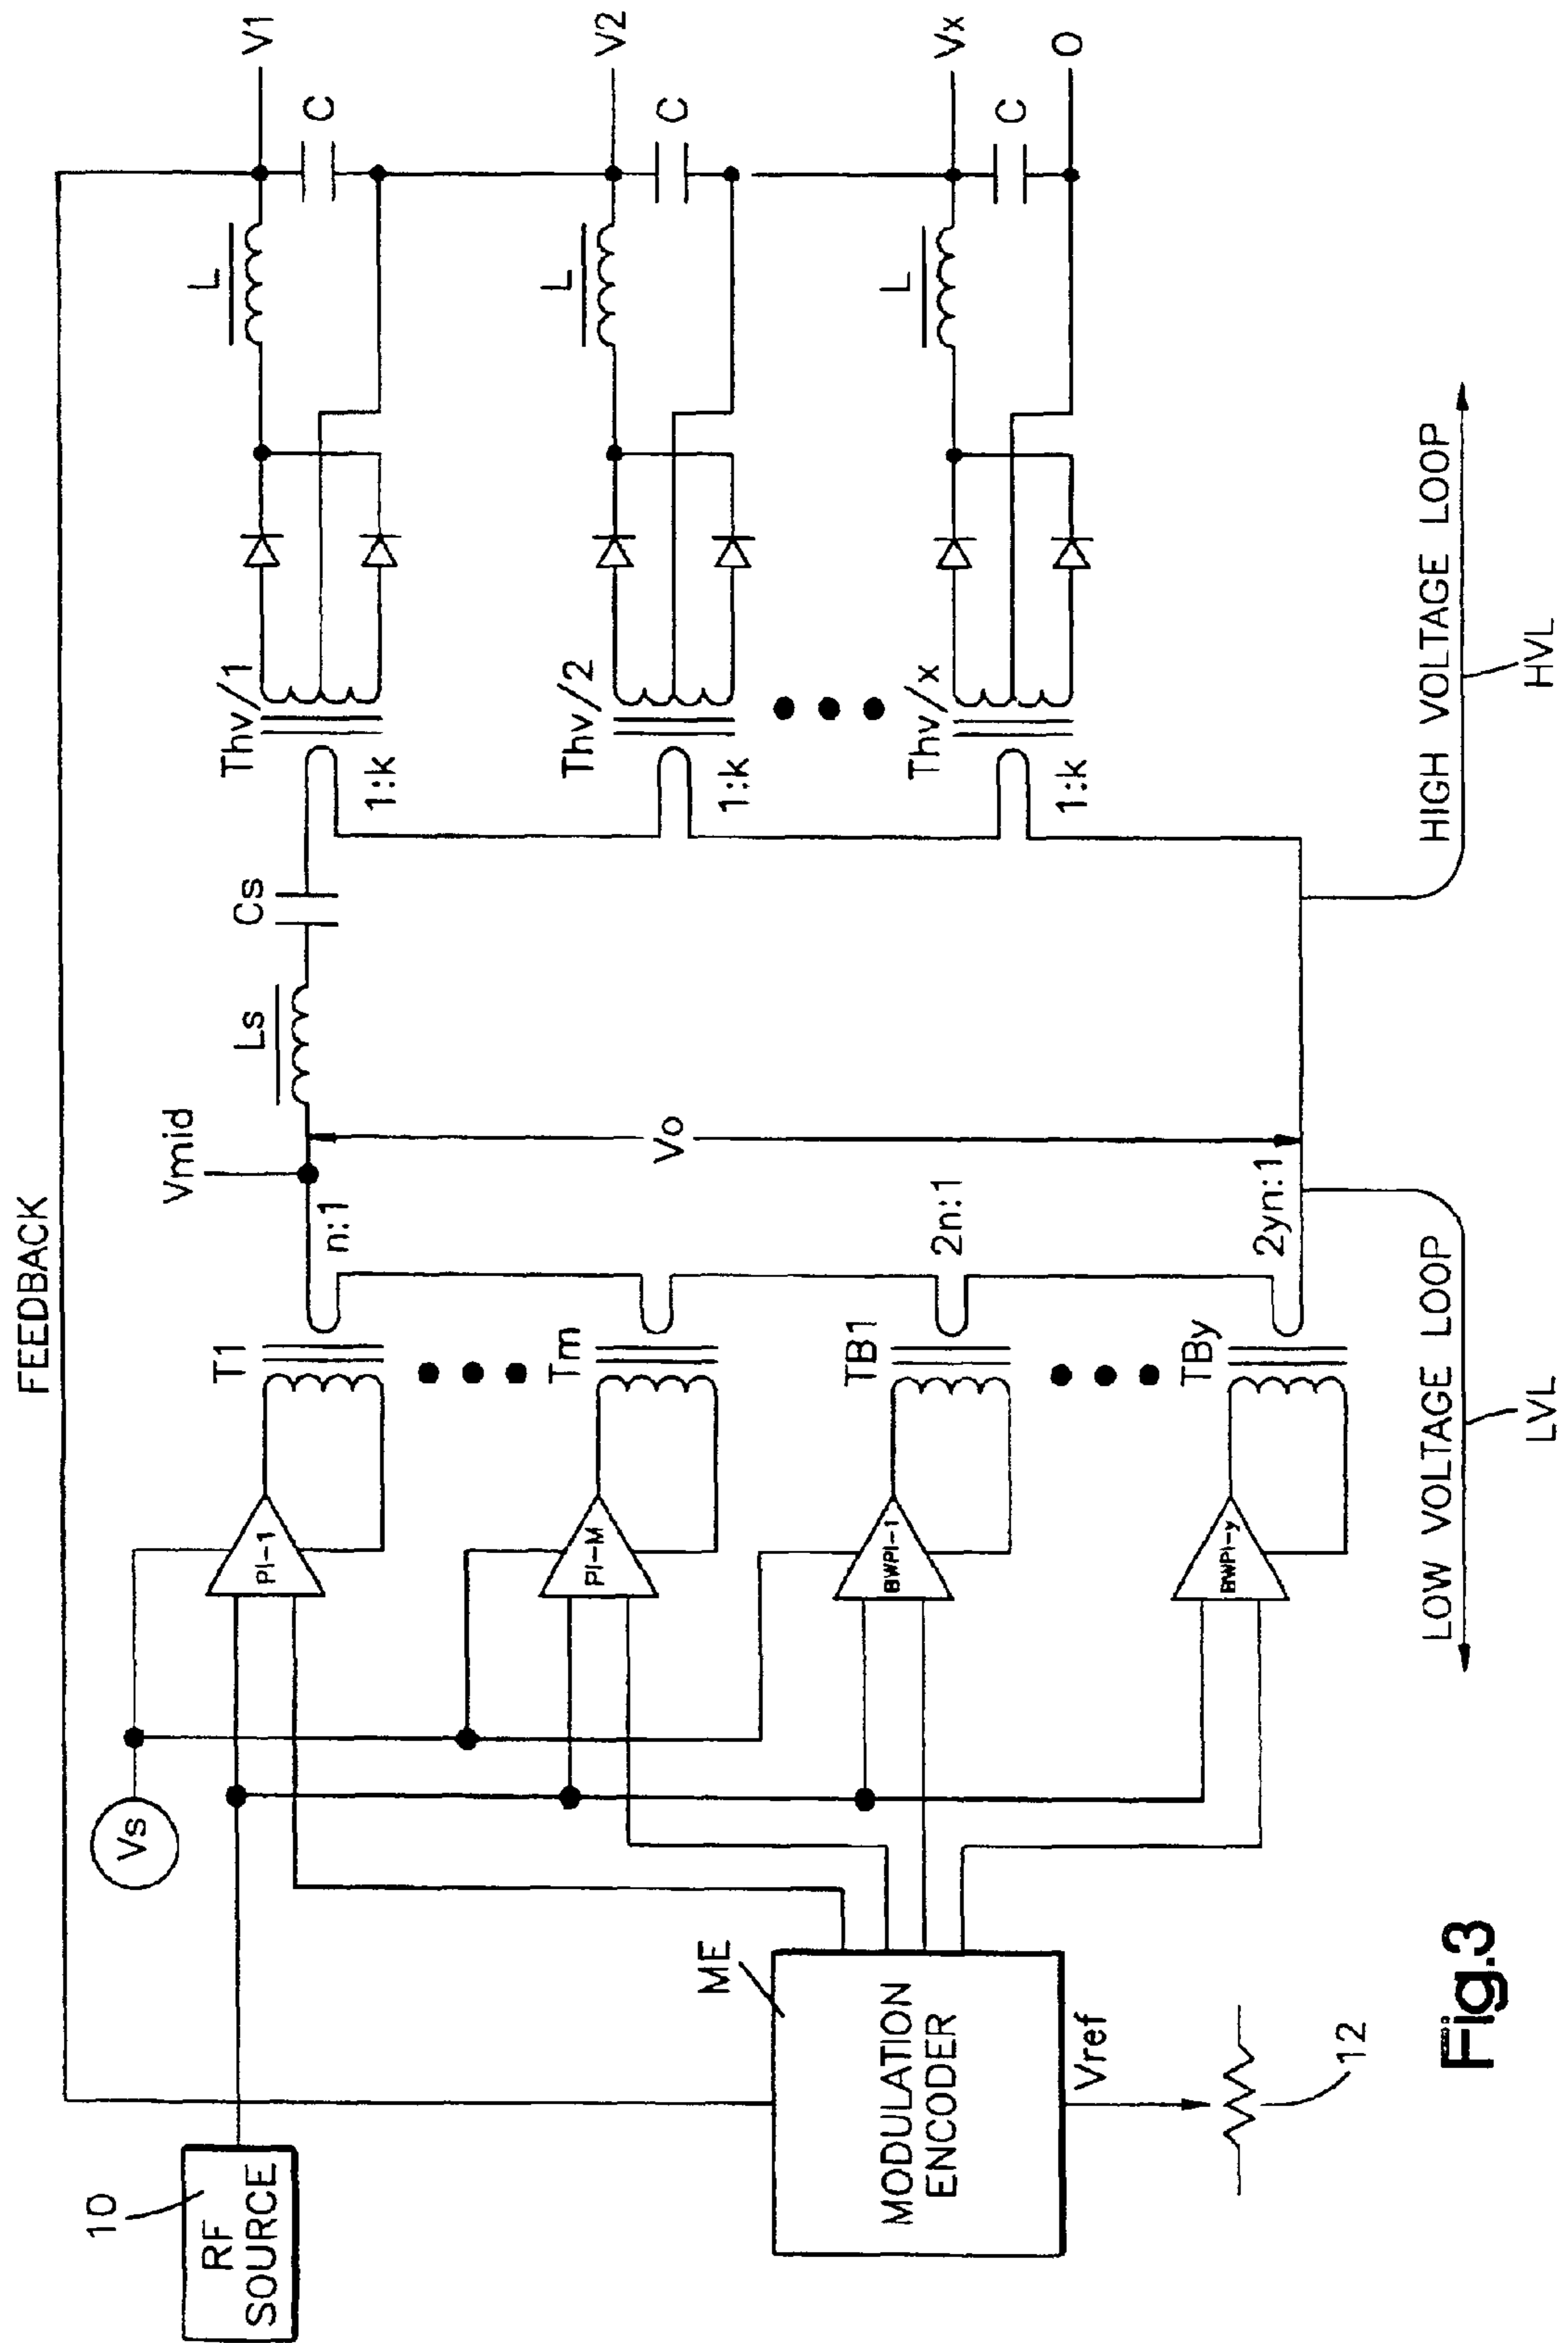 FEEDBACK
10
RF
SOURCE
Vs
ME
MODULATION
ENCODER
Vref
12
PI-1
PI-M
BWPI-1
BWPI-y
T1
Tm
TB1
TBy
n:1
2n:1
2yn:1
Vmid
Vo
Ls
Cs
Thv/1
1:k
Thv/2
1:k
Thv/x
1:k
L
C
V1
L
C
V2
L
C
Vx
O
LOW VOLTAGE LOOP
LVL
HIGH VOLTAGE LOOP
HVL
Fig.3